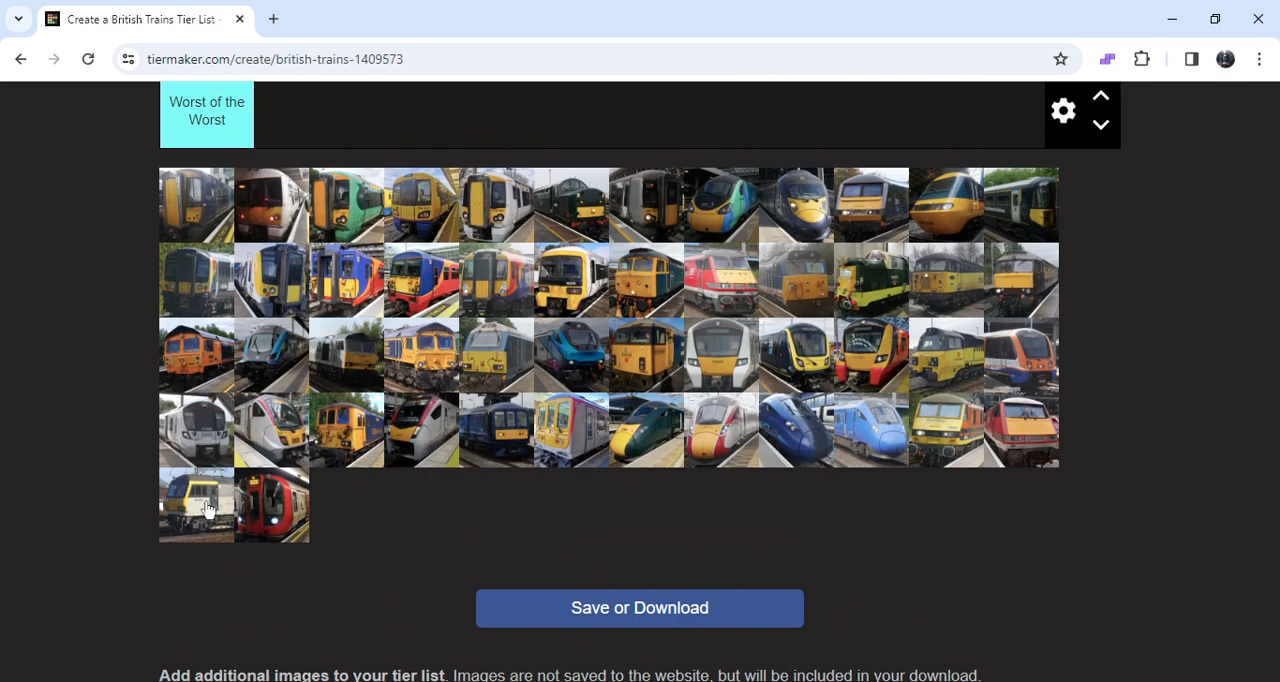 Create a British Trains Tier List
tiermaker.com/create/british-trains-1409573
Worst of the
Worst
Save or Download
Add additional images to your tier list. Images are not saved to the website, but will be included in your download.